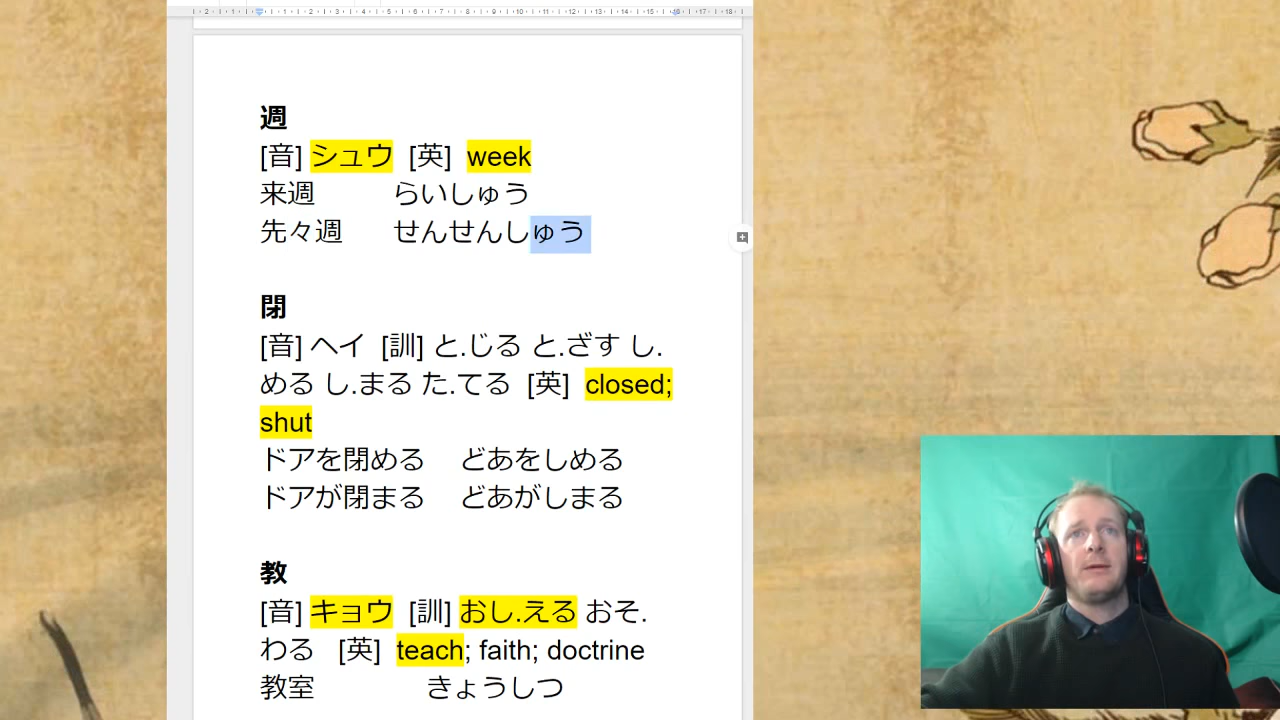 週
[音] シュウ [英] week
来週 らいしゅう
先々週 せんせんしゅう
閉
[音] ヘイ [訓] と.じる と.ざす し.
める し.まる た.てる [英] closed;
shut
ドアを閉める どあをしめる
ドアが閉まる どあがしまる
教
[音] キョウ [訓] おし.える おそ.
わる [英] teach; faith; doctrine
教室 きょうしつ